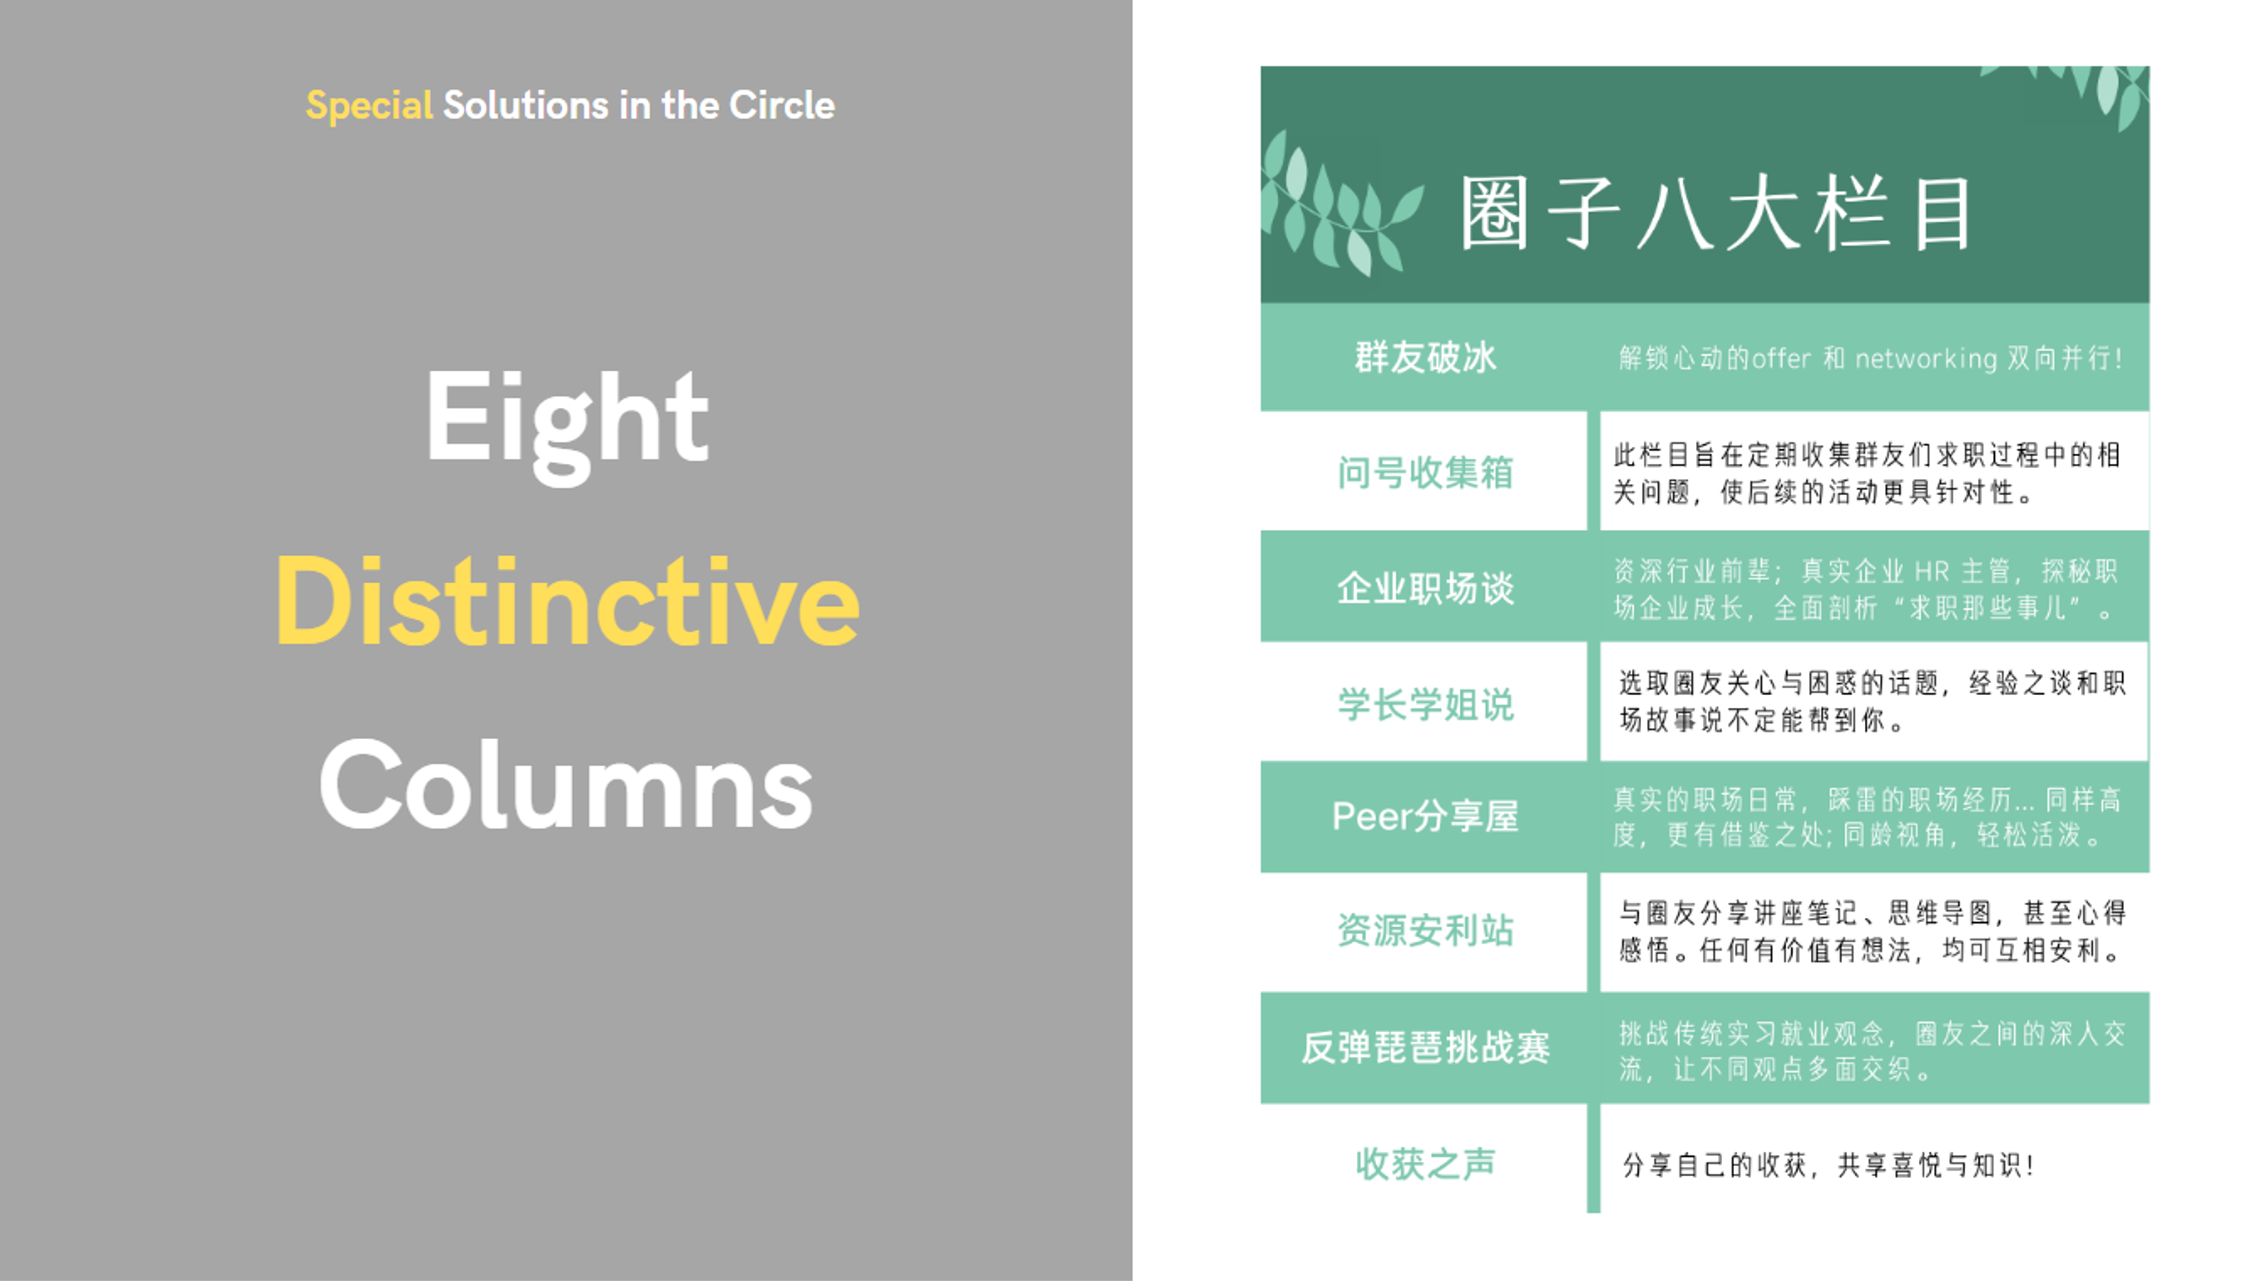 Special Solutions in the Circle
Eight
Distinctive
Columns
圈子八大栏目
群友破冰
解锁心动的offer 和 networking 双向并行!
问号收集箱
此栏目旨在定期收集群友们求职过程中的相
关问题，使后续的活动更具针对性。
企业职场谈
资深行业前辈；真实企业 HR 主管，探秘职
场企业成长，全面剖析“求职那些事儿”。
学长学姐说
选取圈友关心与困惑的话题，经验之谈和职
场故事说不定能帮到你。
Peer分享屋
真实的职场日常，踩雷的职场经历... 同样高
度，更有借鉴之处; 同龄视角，轻松活泼。
资源安利站
与圈友分享讲座笔记、思维导图，甚至心得
感悟。任何有价值有想法，均可互相安利。
反弹琵琶挑战赛
挑战传统实习就业观念，圈友之间的深入交
流，让不同观点多面交织。
收获之声
分享自己的收获，共享喜悦与知识!